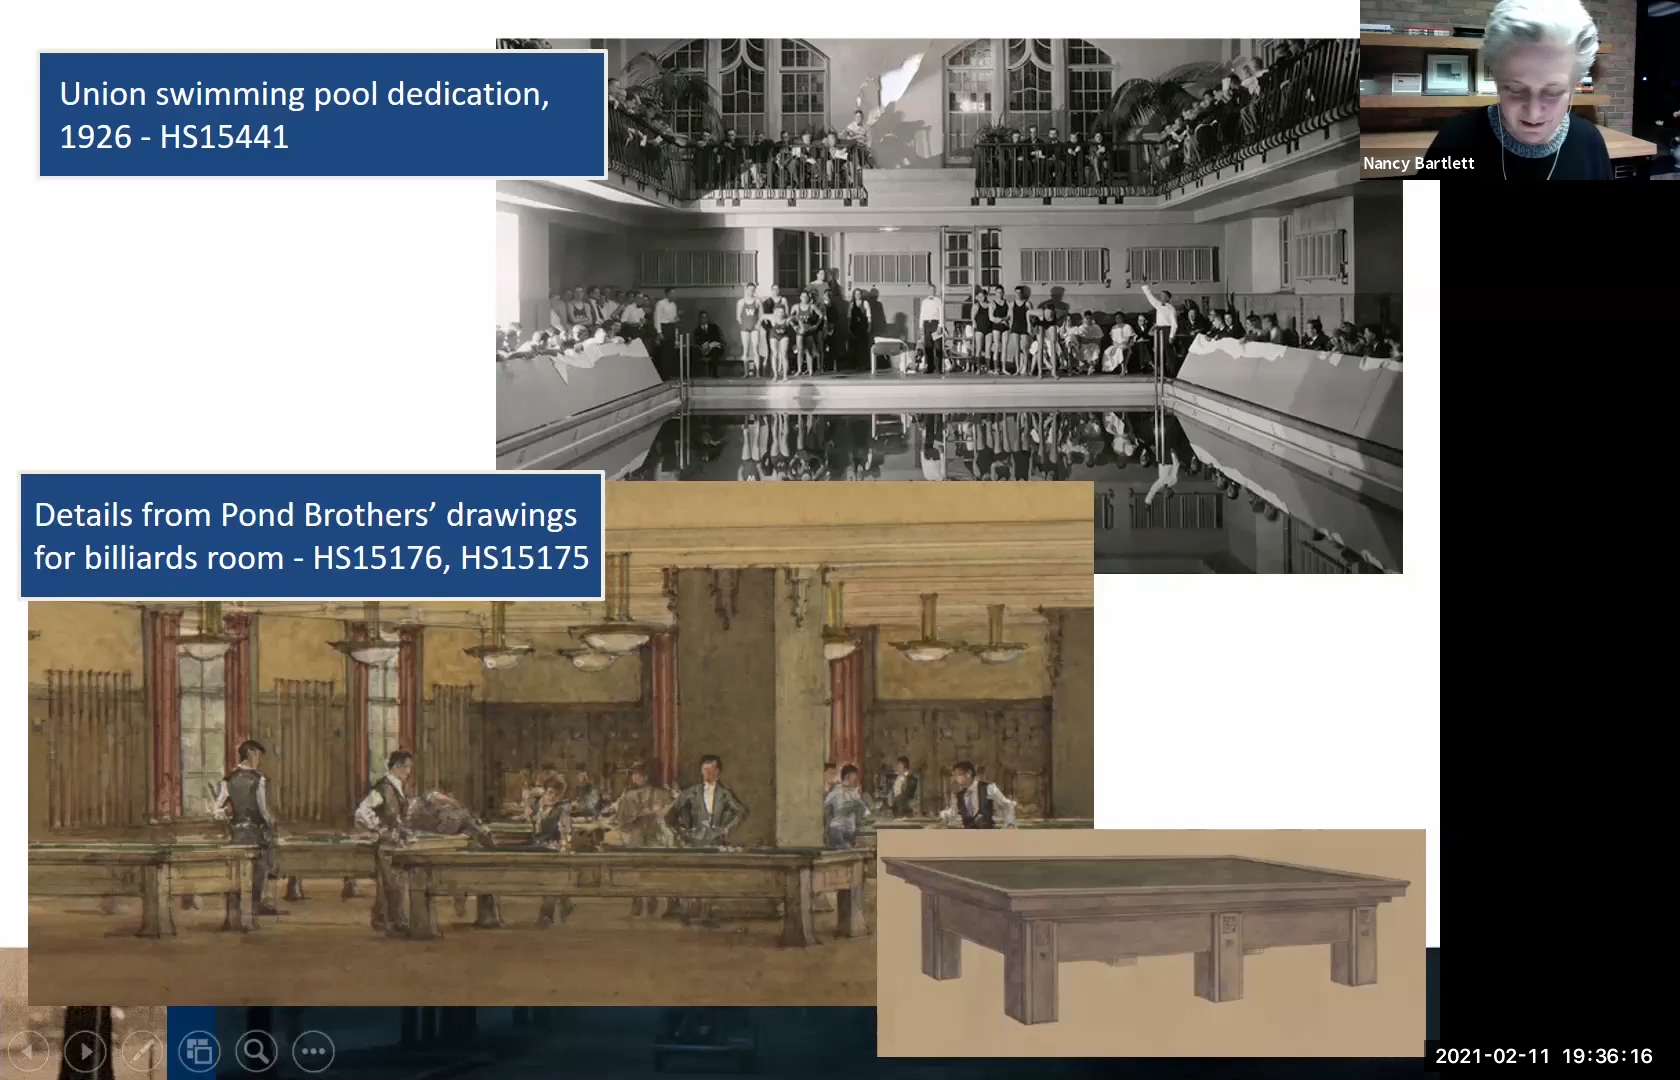 Union swimming pool dedication,
1926 - HS15441
Nancy Bartlett
Details from Pond Brothers’ drawings
for billiards room - HS15176, HS15175
2021-02-11 19:36:16